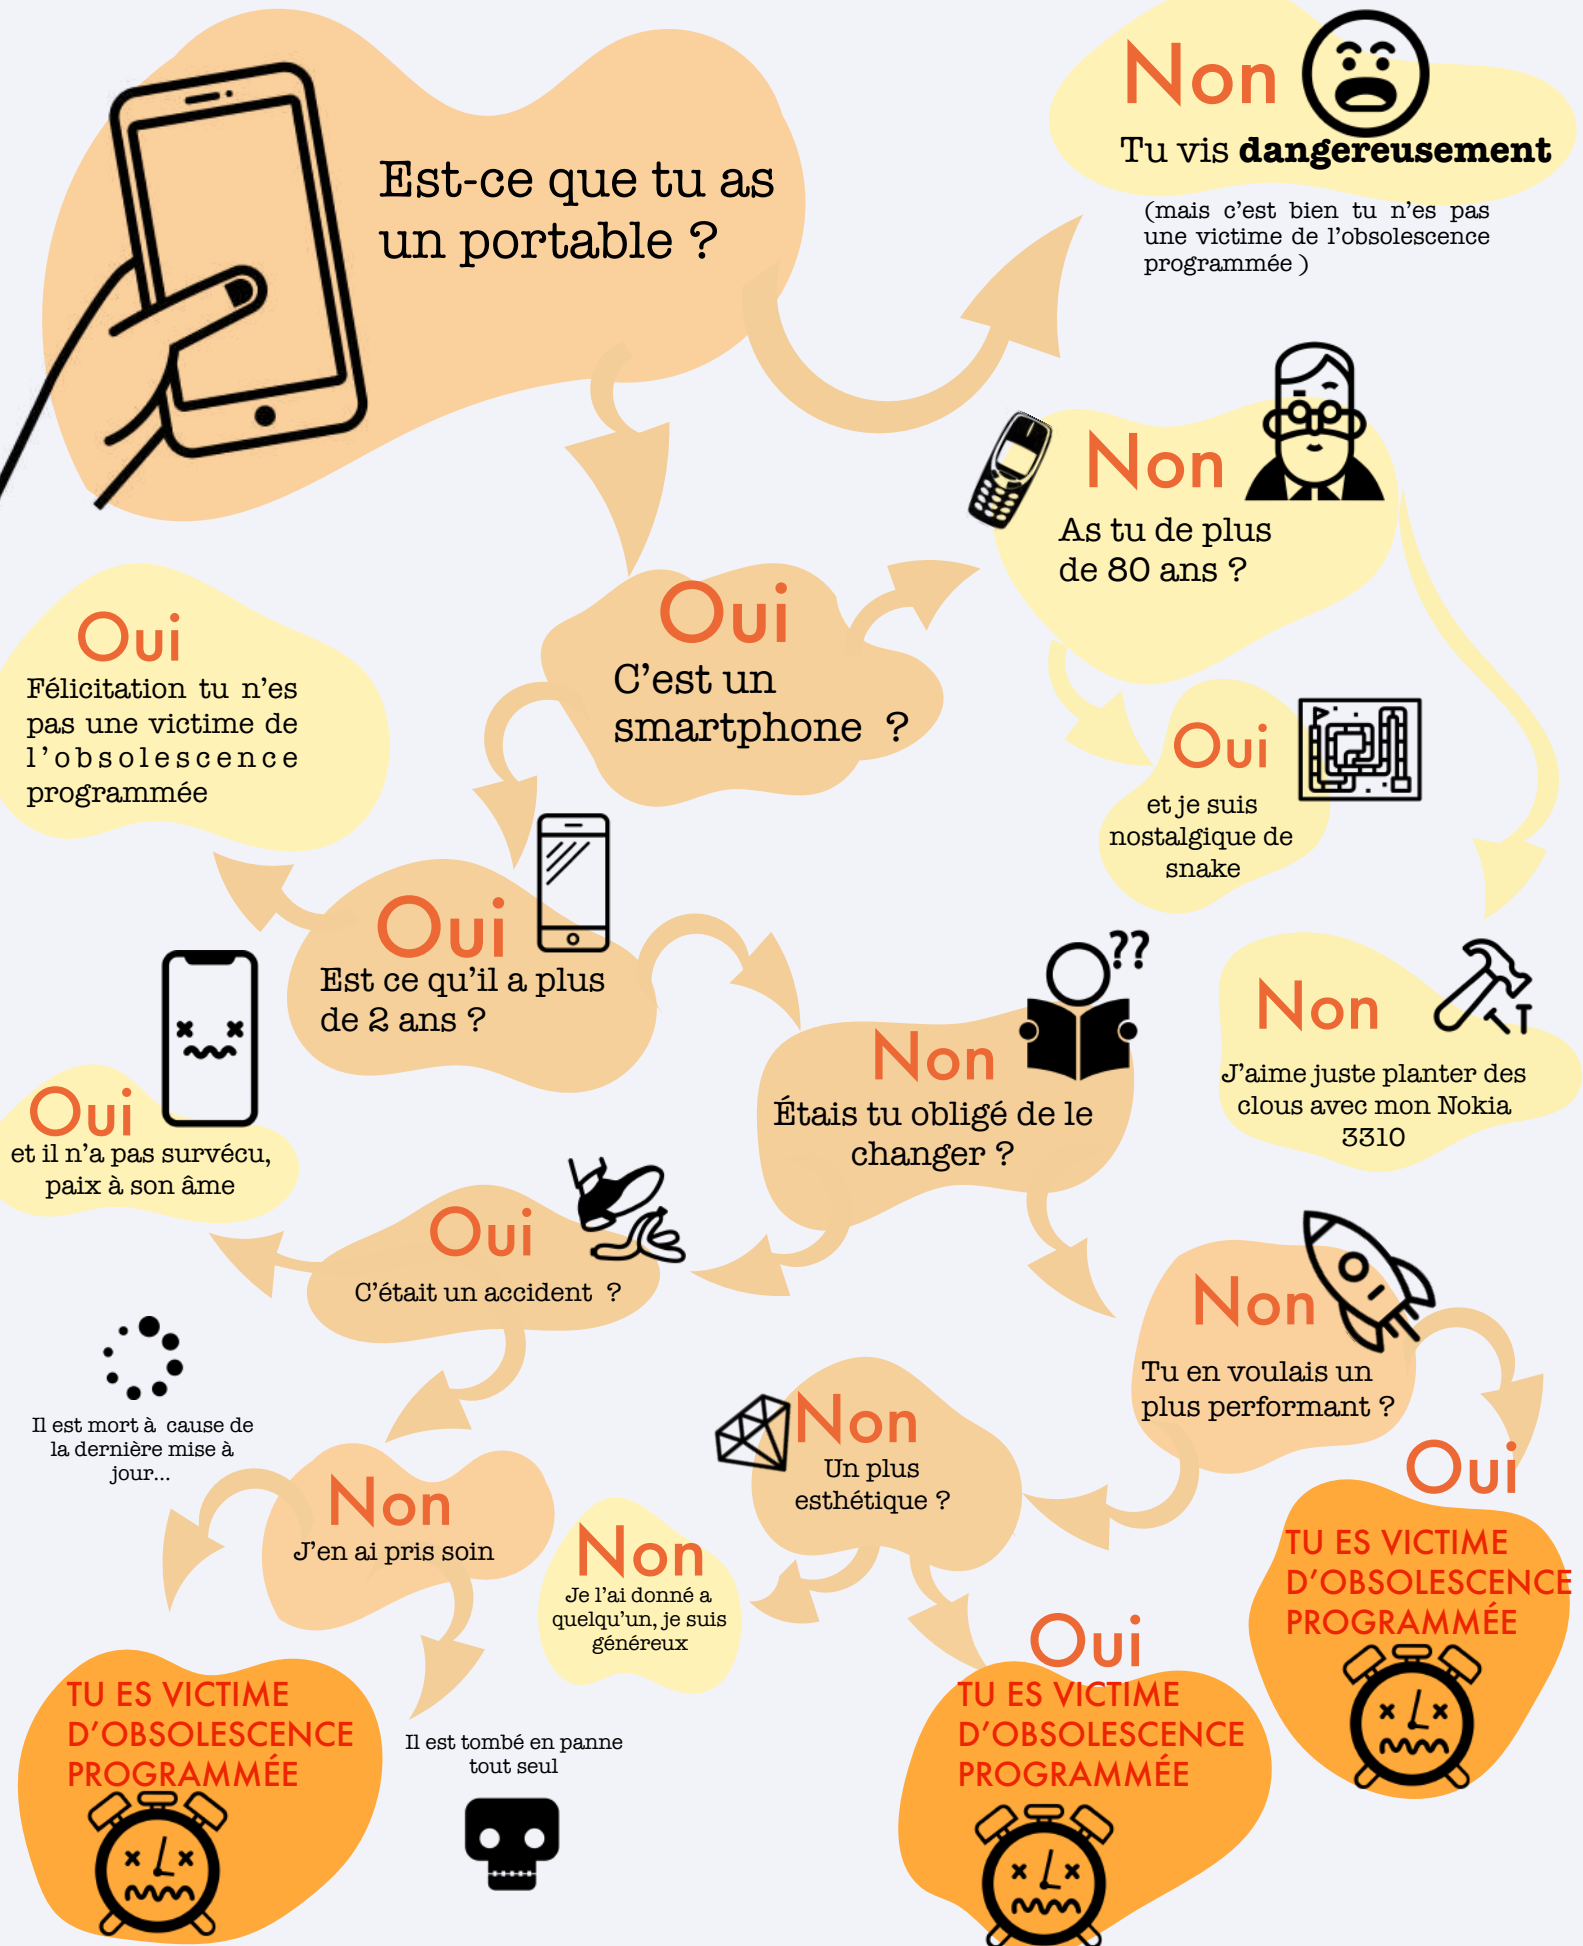 Est-ce que tu as
un portable ?
Non
Tu vis dangereusement
(mais c'est bien tu n'es pas
une victime de l'obsolescence
programmée )
Non
As tu de plus
de 80 ans ?
Oui
C'est un
smartphone ?
Oui
Félicitation tu n'es
pas une victime de
l'obsolescence
programmée
Oui
et je suis
nostalgique de
snake
Oui
Est ce qu'il a plus
de 2 ans ?
??
Non
Étais tu obligé de le
changer ?
Non
J'aime juste planter des
clous avec mon Nokia
3310
Oui
et il n'a pas survécu,
paix à son âme
Oui
C'était un accident ?
Non
Tu en voulais un
plus performant ?
Il est mort à cause de
la dernière mise à
jour...
Non
Un plus
esthétique ?
Oui
TU ES VICTIME
D'OBSOLESCENCE
PROGRAMMÉE
Non
J'en ai pris soin
Non
Je l'ai donné a
quelqu'un, je suis
généreux
Oui
TU ES VICTIME
D'OBSOLESCENCE
PROGRAMMÉE
TU ES VICTIME
D'OBSOLESCENCE
PROGRAMMÉE
Il est tombé en panne
tout seul